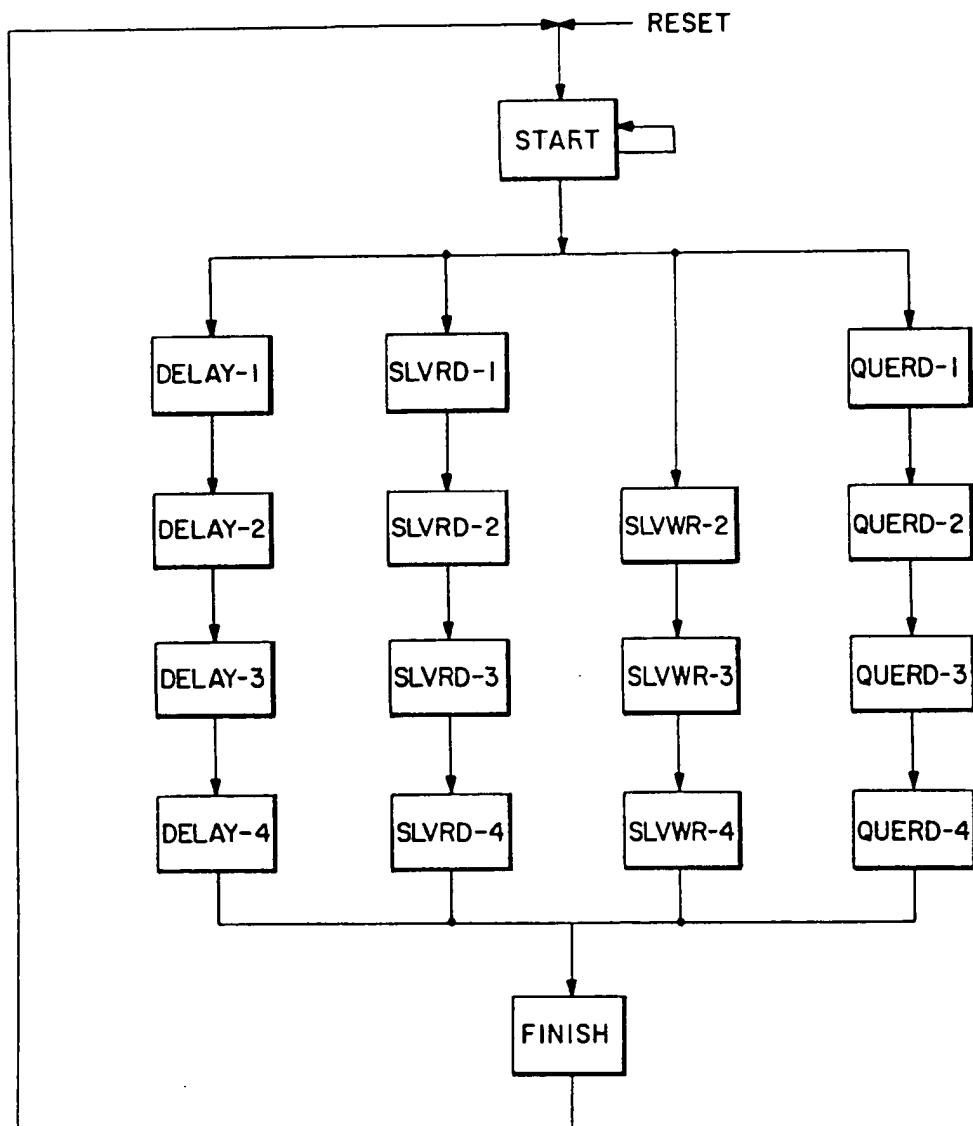 RESET
START
DELAY-1
SLVRD-1
QUERD-1
DELAY-2
SLVRD-2
SLVWR-2
QUERD-2
DELAY-3
SLVRD-3
SLVWR-3
QUERD-3
DELAY-4
SLVRD-4
SLVWR-4
QUERD-4
FINISH